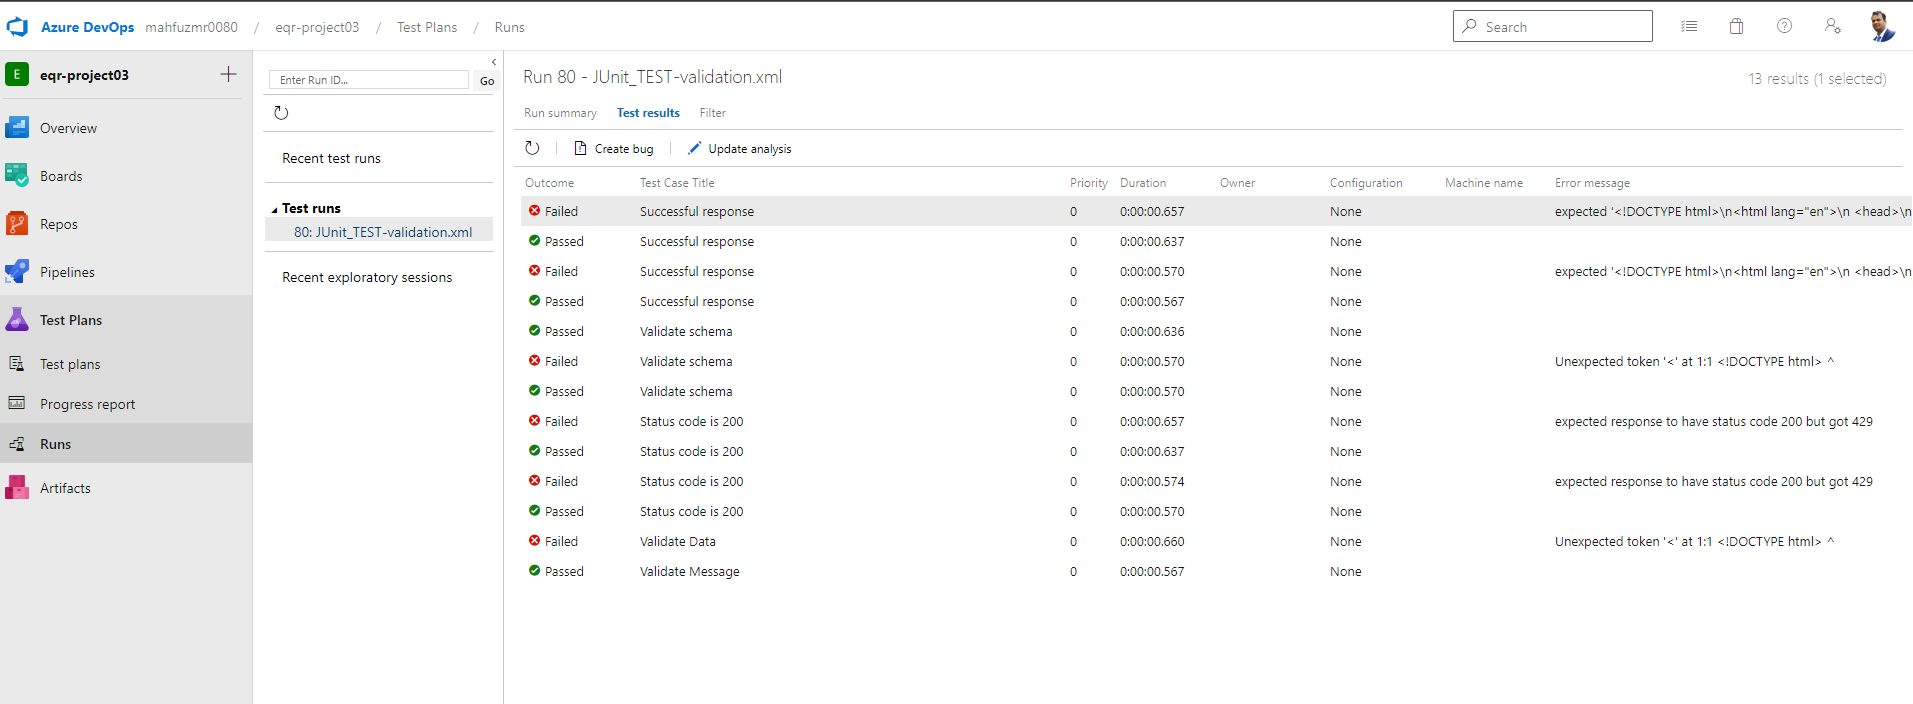 Azure DevOps mahfuzmr0080 / eqr-project03 / Test Plans / Runs
Search
E eqr-project03
Overview
Boards
Repos
Pipelines
Test Plans
Test plans
Progress report
Runs
Artifacts
Enter Run ID... Go
Recent test runs
Test runs
80: JUnit_TEST-validation.xml
Recent exploratory sessions
Run 80 - JUnit_TEST-validation.xml
13 results (1 selected)
Run summary Test results Filter
Create bug Update analysis
Outcome Test Case Title Priority Duration Owner Configuration Machine name Error message
Failed Successful response 0 0:00:00.657 None expected '<!DOCTYPE html>\n<html lang="en">\n <head>\n
Passed Successful response 0 0:00:00.637 None
Failed Successful response 0 0:00:00.570 None expected '<!DOCTYPE html>\n<html lang="en">\n <head>\n
Passed Successful response 0 0:00:00.567 None
Passed Validate schema 0 0:00:00.636 None
Failed Validate schema 0 0:00:00.570 None Unexpected token '<' at 1:1 <!DOCTYPE html> ^
Passed Validate schema 0 0:00:00.570 None
Failed Status code is 200 0 0:00:00.657 None expected response to have status code 200 but got 429
Passed Status code is 200 0 0:00:00.637 None
Failed Status code is 200 0 0:00:00.574 None expected response to have status code 200 but got 429
Passed Status code is 200 0 0:00:00.570 None
Failed Validate Data 0 0:00:00.660 None Unexpected token '<' at 1:1 <!DOCTYPE html> ^
Passed Validate Message 0 0:00:00.567 None